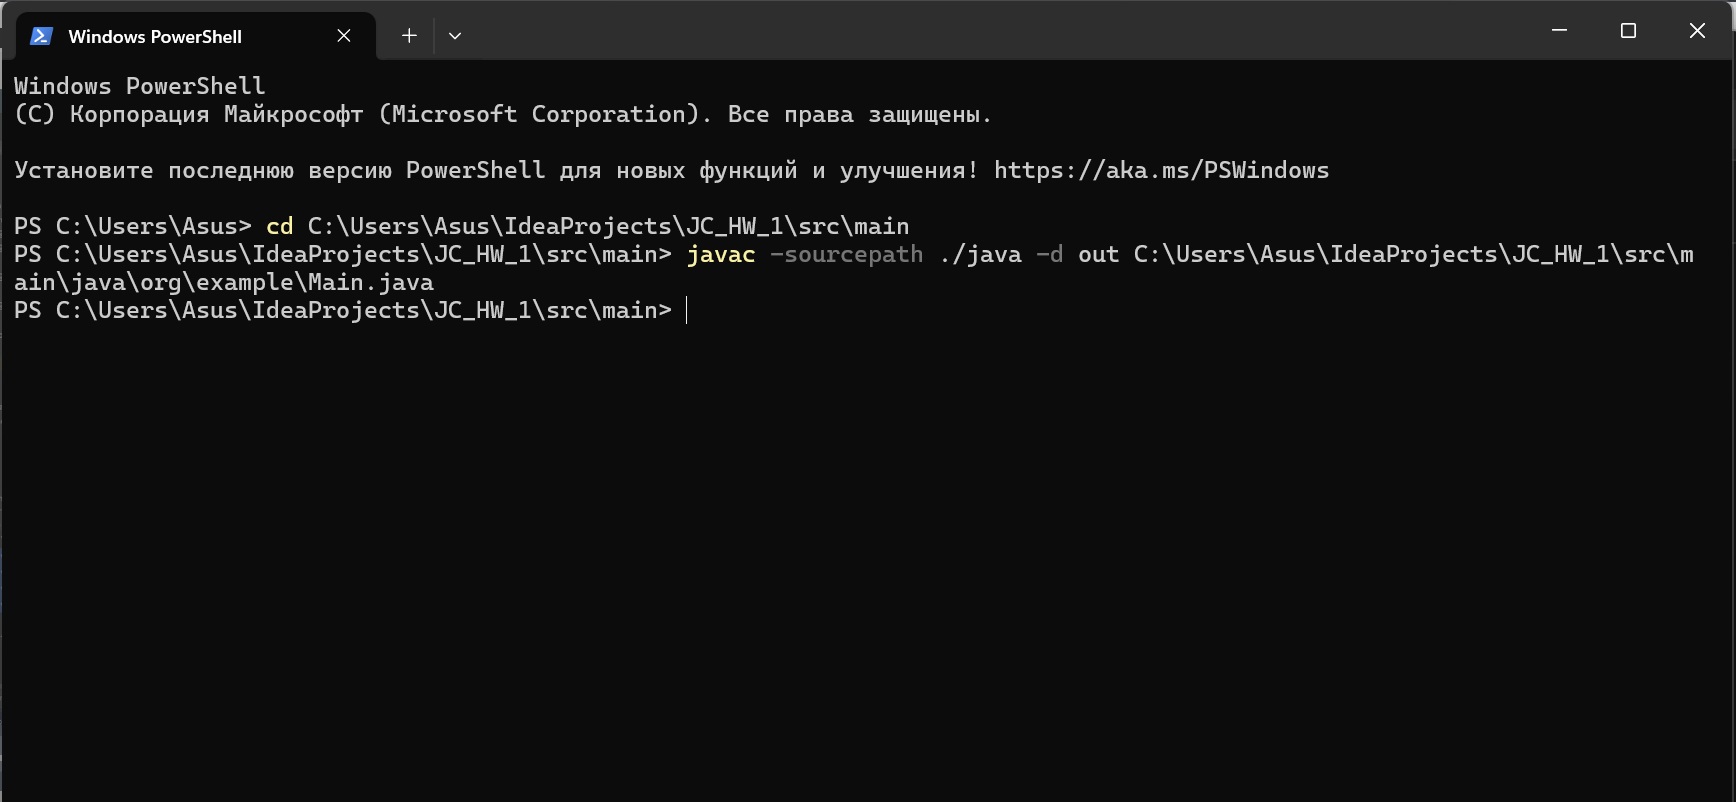 Windows PowerShell
Windows PowerShell
(C) Корпорация Майкрософт (Microsoft Corporation). Все права защищены.
Установите последнюю версию PowerShell для новых функций и улучшения! https://aka.ms/PSWindows
PS C:\Users\Asus> cd C:\Users\Asus\IdeaProjects\JC_HW_1\src\main
PS C:\Users\Asus\IdeaProjects\JC_HW_1\src\main> javac -sourcepath ./java -d out C:\Users\Asus\IdeaProjects\JC_HW_1\src\m
ain\java\org\example\Main.java
PS C:\Users\Asus\IdeaProjects\JC_HW_1\src\main>